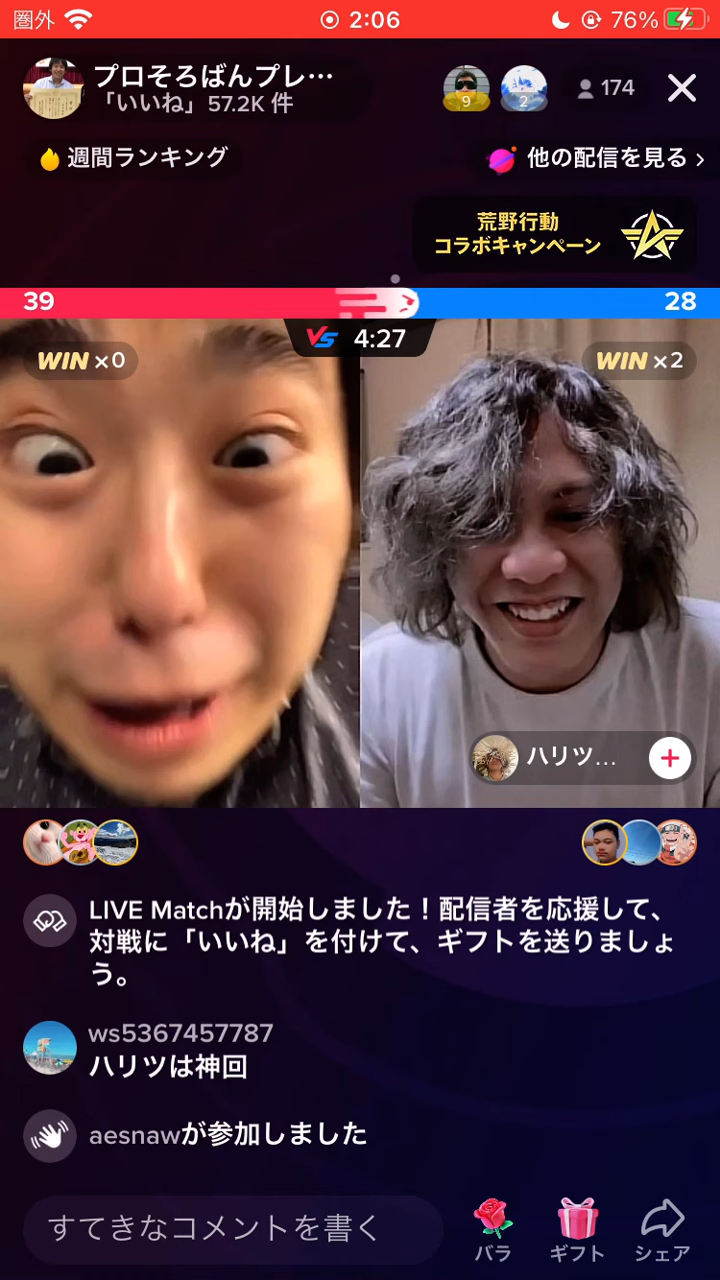 圏外 2:06 76%
プロそろばんプレ…
「いいね」57.2K 件
9 2 174
週間ランキング 他の配信を見る
荒野行動
コラボキャンペーン
39 28
VS 4:27
WIN ×0 WIN ×2
ハリツ…
LIVE Matchが開始しました！配信者を応援して、
対戦に「いいね」を付けて、ギフトを送りましょ
う。
ws5367457787
ハリツは神回
aesnawが参加しました
すてきなコメントを書く
バラ ギフト シェア